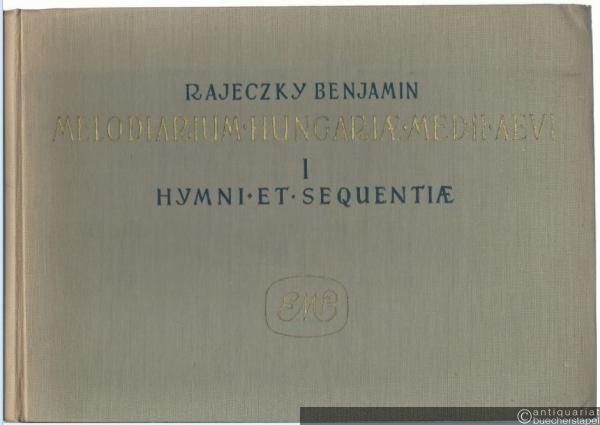 RAJECZKY BENJAMIN
MELODIARIUM·HUNGARIÆ·MEDII·AEVI
I
HYMNI·ET·SEQUENTIÆ
EMB
© antiquariat
buecherstapel